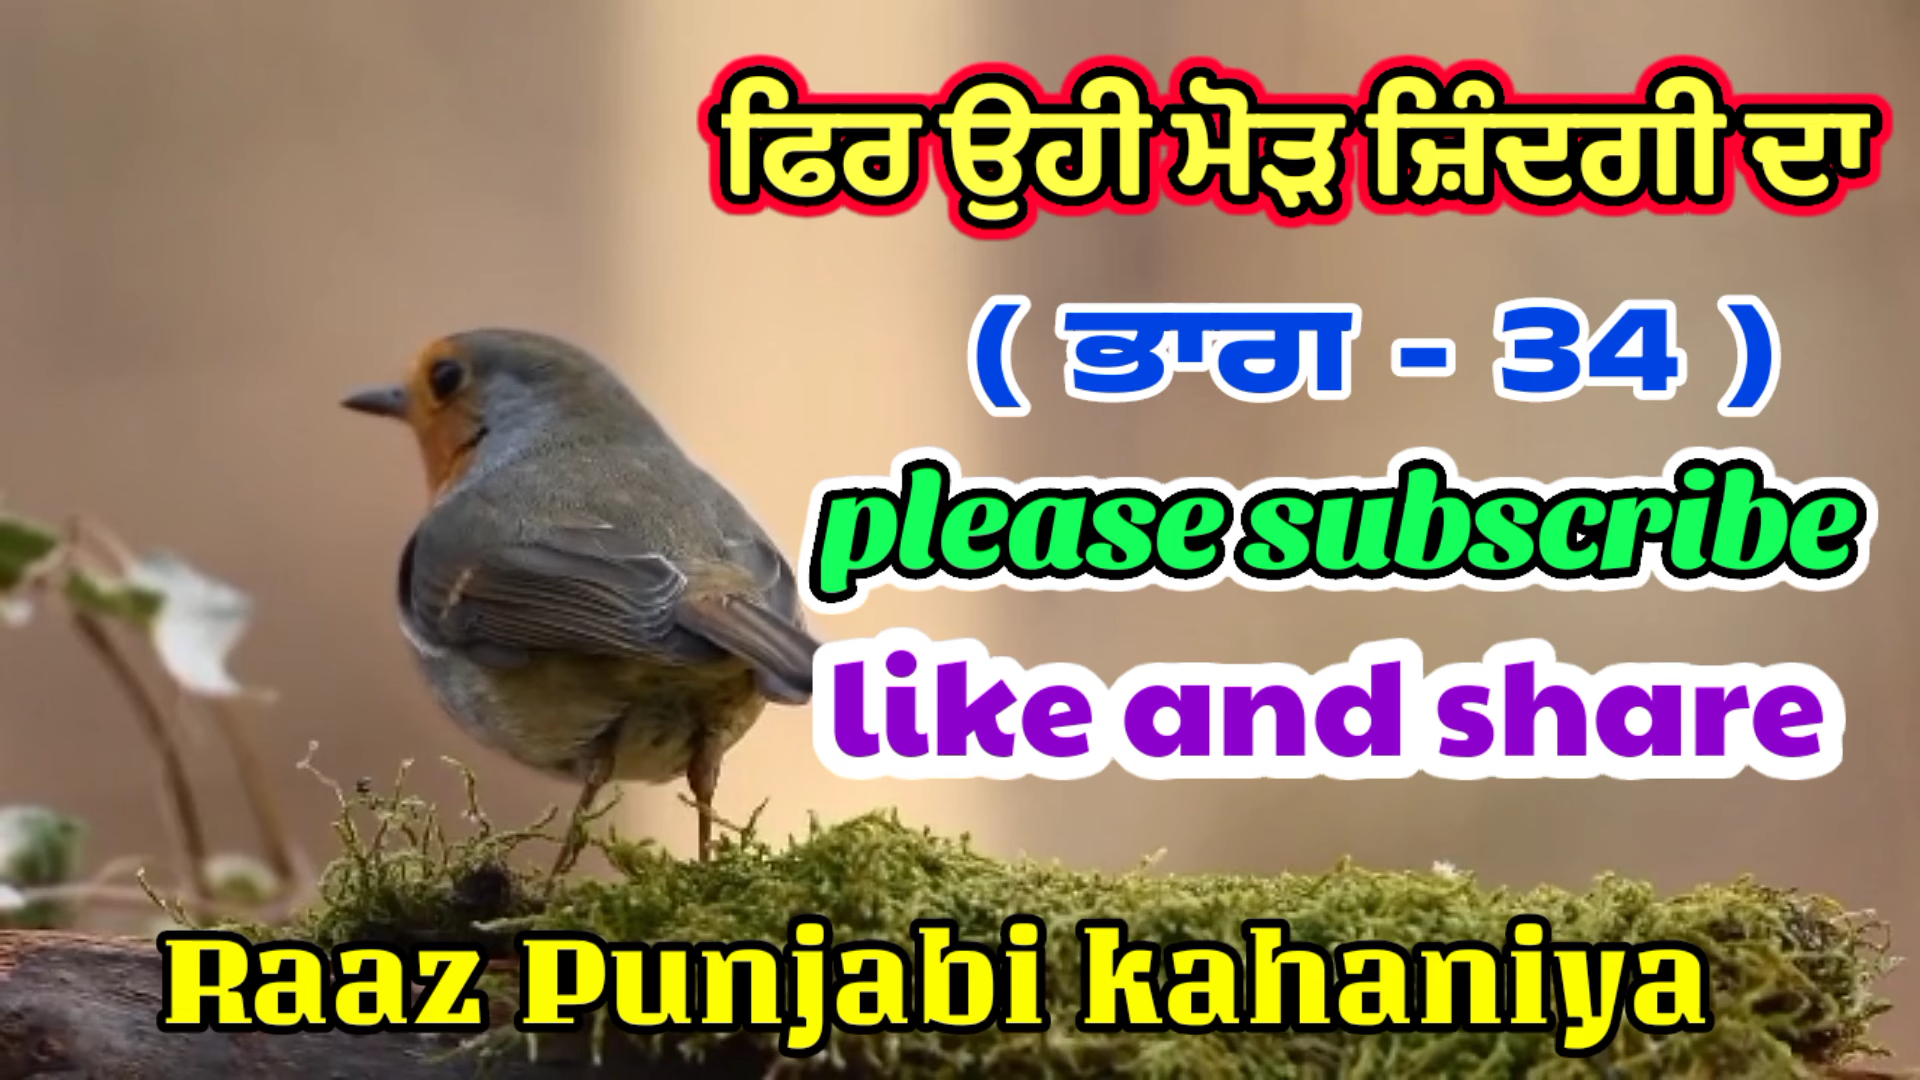 ਫਿਰ ਉਹੀ ਮੋੜ ਜ਼ਿੰਦਗੀ ਦਾ
( ਭਾਗ - 34 )
please subscribe
like and share
Raaz Punjabi kahaniya